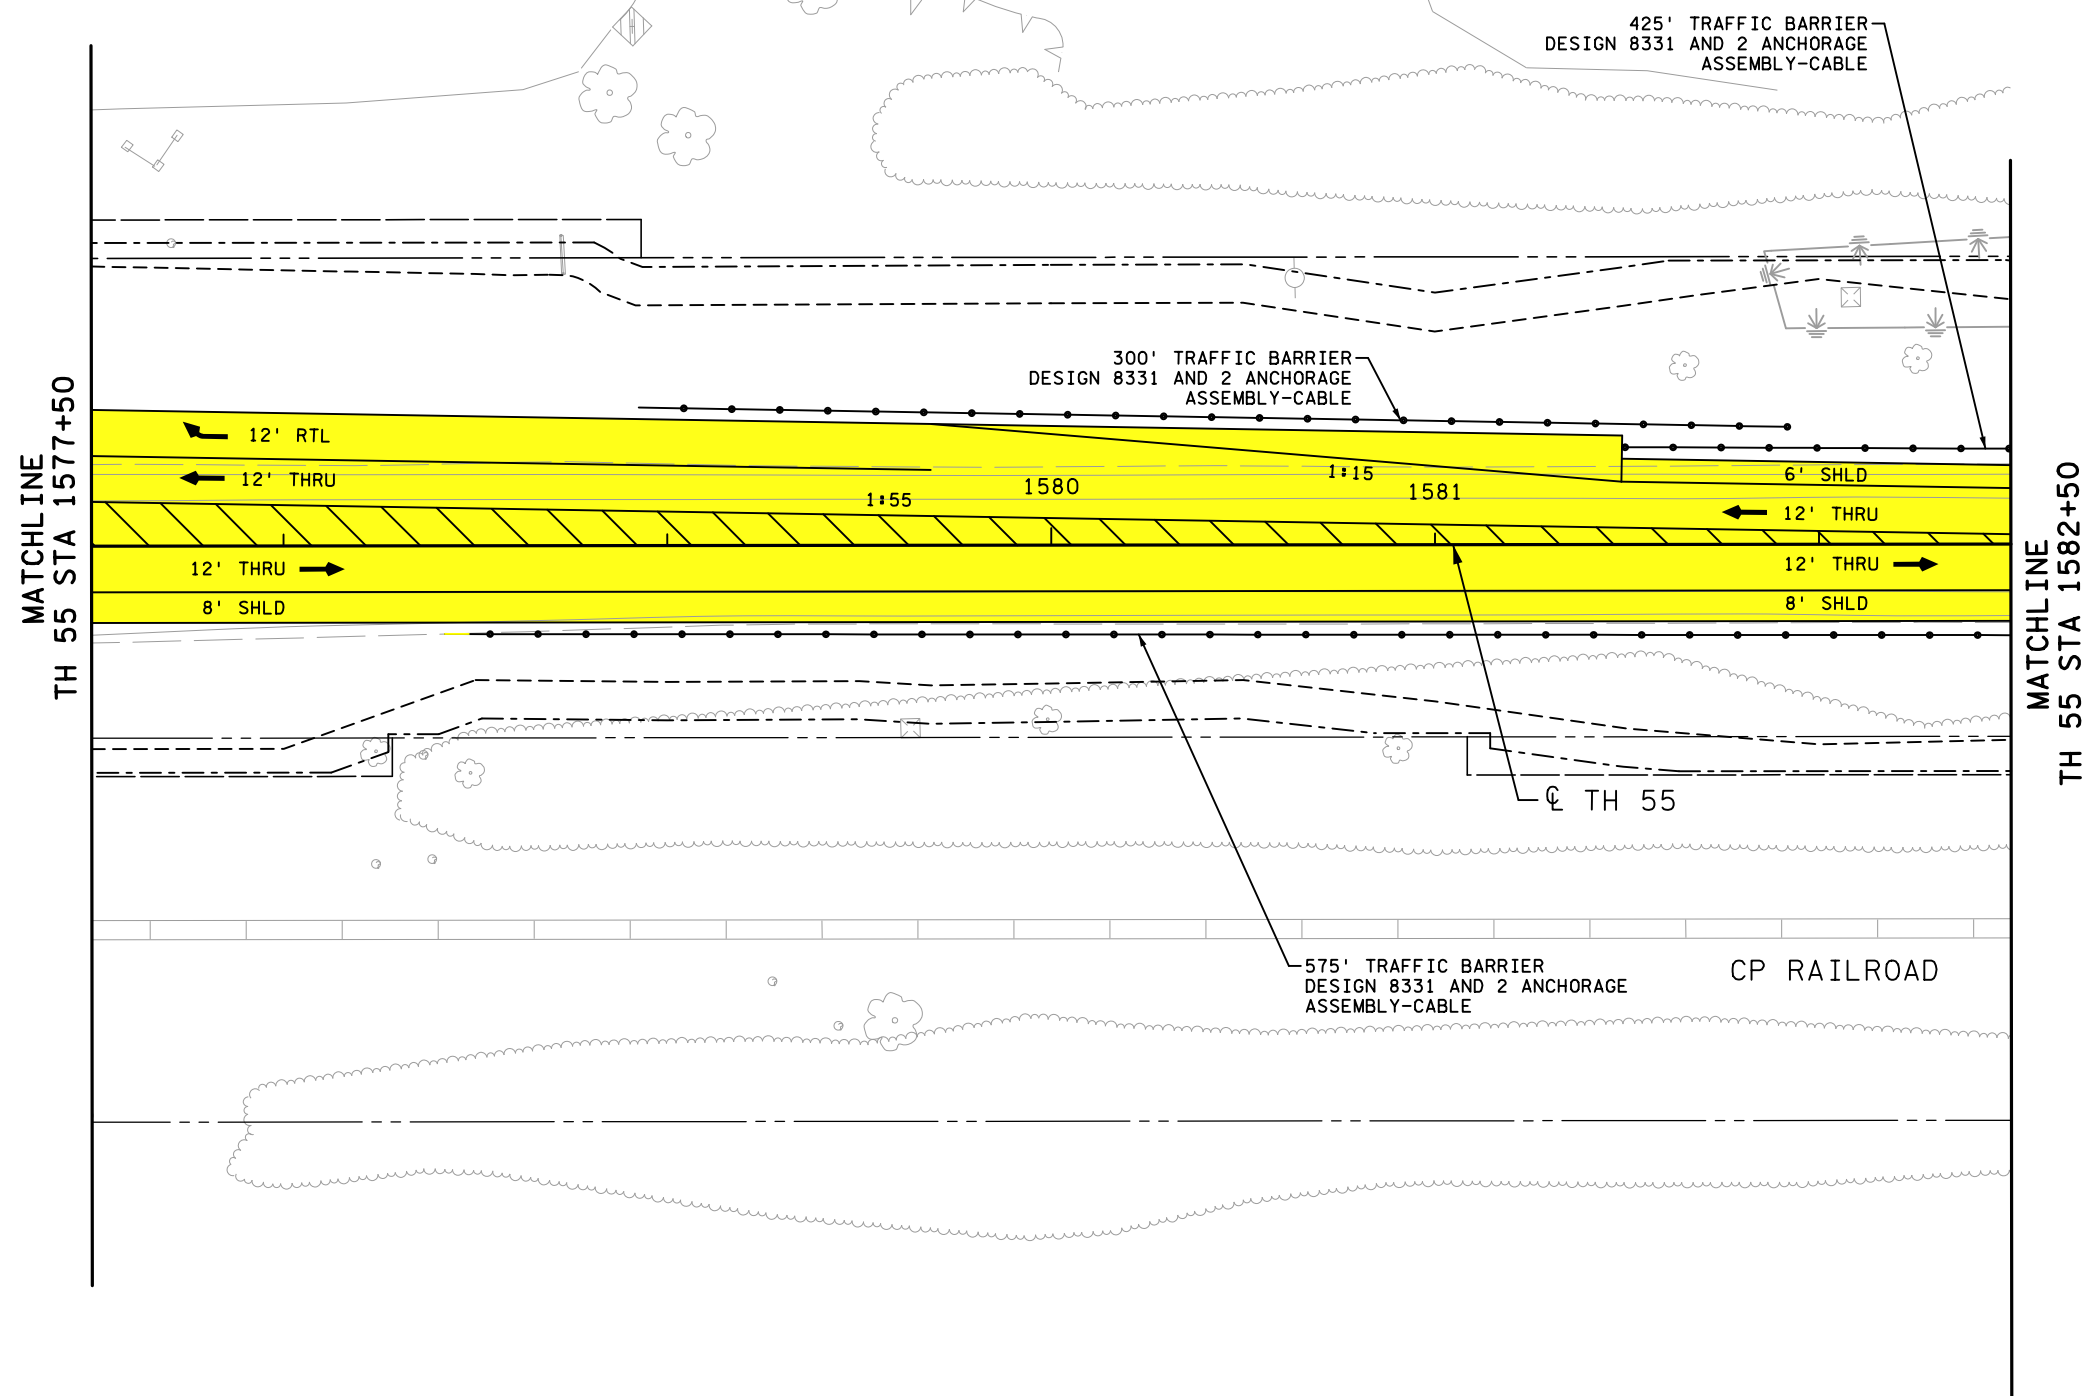 425' TRAFFIC BARRIER
DESIGN 8331 AND 2 ANCHORAGE
ASSEMBLY-CABLE
300' TRAFFIC BARRIER
DESIGN 8331 AND 2 ANCHORAGE
ASSEMBLY-CABLE
MATCHLINE
TH 55 STA 1577+50
12' RTL
12' THRU
1:55
1580
1:15
1581
6' SHLD
12' THRU
12' THRU
8' SHLD
12' THRU
8' SHLD
MATCHLINE
TH 55 STA 1582+50
℄ TH 55
575' TRAFFIC BARRIER
DESIGN 8331 AND 2 ANCHORAGE
ASSEMBLY-CABLE
CP RAILROAD